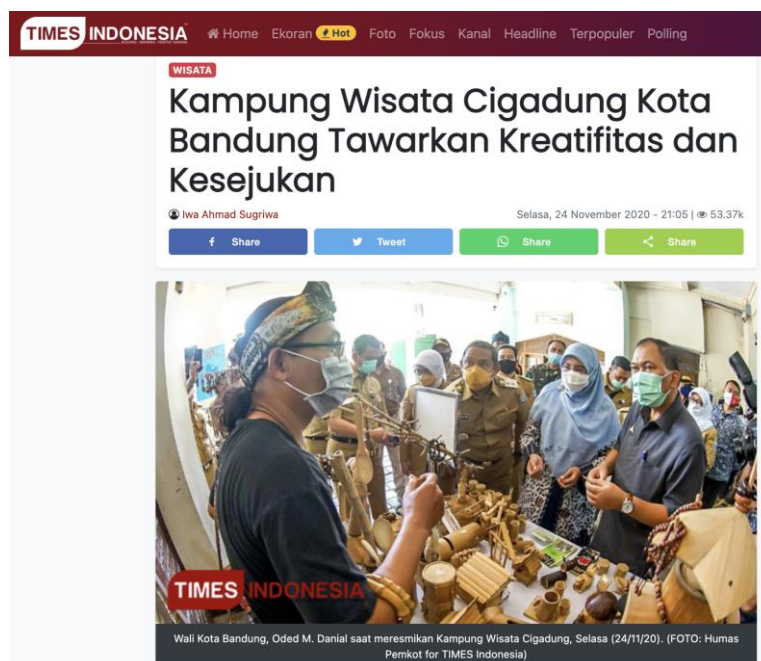 TIMES INDONESIA
Home Ekoran Hot Foto Fokus Kanal Headline Terpopuler Polling
WISATA
Kampung Wisata Cigadung Kota
Bandung Tawarkan Kreatifitas dan
Kesejukan
Iwa Ahmad Sugriwa Selasa, 24 November 2020 - 21:05 | 53.37k
Share Tweet Share Share
TIMES INDONESIA
Wali Kota Bandung, Oded M. Danial saat meresmikan Kampung Wisata Cigadung, Selasa (24/11/20). (FOTO: Humas
Pemkot for TIMES Indonesia)